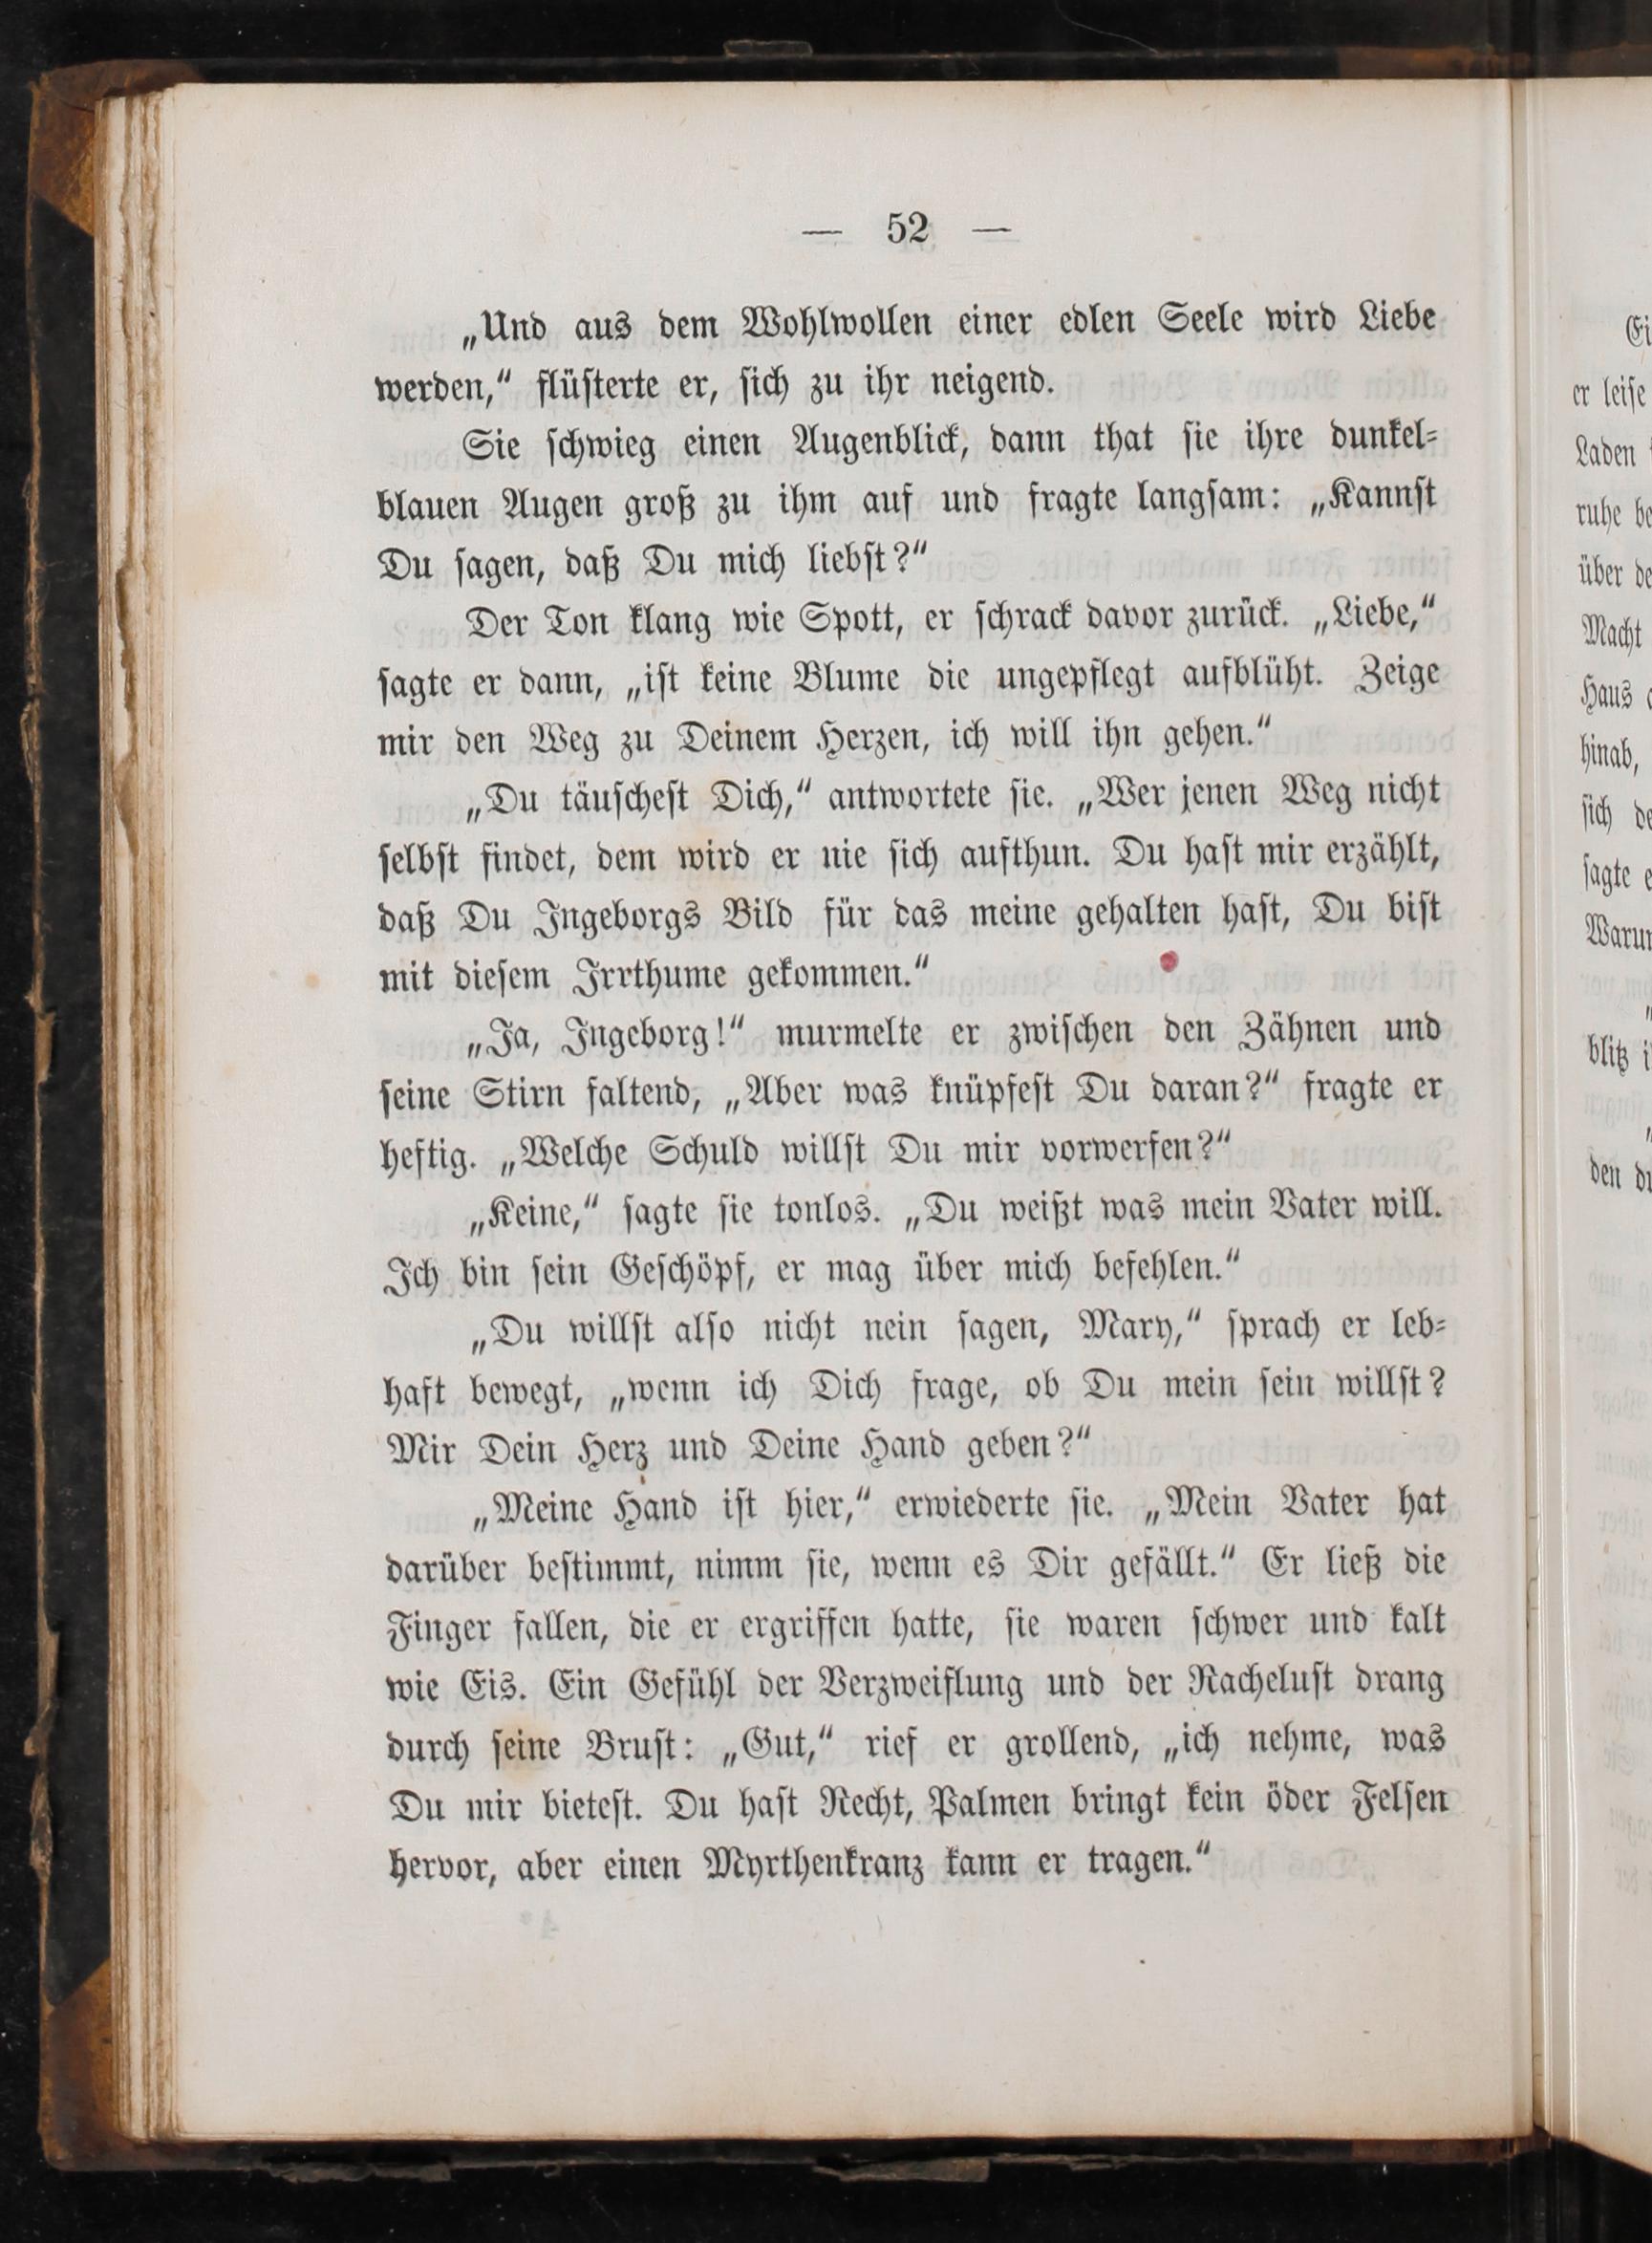 — 52 —
„Und aus dem Wohlwollen einer edlen Seele wird Liebe
werden,“ flüſterte er, ſich zu ihr neigend.
Sie ſchwieg einen Augenblick, dann that ſie ihre dunkel⸗
blauen Augen groß zu ihm auf und fragte langſam: „Kannſt
Du ſagen, daß Du mich liebſt?“
Der Ton klang wie Spott, er ſchrack davor zurück. „Liebe,“
ſagte er dann, „iſt keine Blume die ungepflegt aufblüht. Zeige
mir den Weg zu Deinem Herzen, ich will ihn gehen.“
„Du täuſcheſt Dich,“ antwortete ſie. „Wer jenen Weg nicht
ſelbſt findet, dem wird er nie ſich aufthun. Du haſt mir erzählt,
daß Du Ingeborgs Bild für das meine gehalten haſt, Du biſt
mit dieſem Irrthume gekommen.“
„Ja, Ingeborg!“ murmelte er zwiſchen den Zähnen und
ſeine Stirn faltend, „Aber was knüpfeſt Du daran?“ fragte er
heftig. „Welche Schuld willſt Du mir vorwerfen?“
„Keine,“ ſagte ſie tonlos. „Du weißt was mein Vater will.
Ich bin ſein Geſchöpf, er mag über mich befehlen.“
„Du willſt alſo nicht nein ſagen, Mary,“ ſprach er leb⸗
haft bewegt, „wenn ich Dich frage, ob Du mein ſein willſt?
Mir Dein Herz und Deine Hand geben?“
„Meine Hand iſt hier,“ erwiederte ſie. „Mein Vater hat
darüber beſtimmt, nimm ſie, wenn es Dir gefällt.“ Er ließ die
Finger fallen, die er ergriffen hatte, ſie waren ſchwer und kalt
wie Eis. Ein Gefühl der Verzweiflung und der Racheluſt drang
durch ſeine Bruſt: „Gut,“ rief er grollend, „ich nehme, was
Du mir bieteſt. Du haſt Recht, Palmen bringt kein öder Felſen
hervor, aber einen Myrthenkranz kann er tragen.“
er leiſe
Laden
ruhe
über
Macht
Haus
hinab,
ſich
ſagte
blitz
den